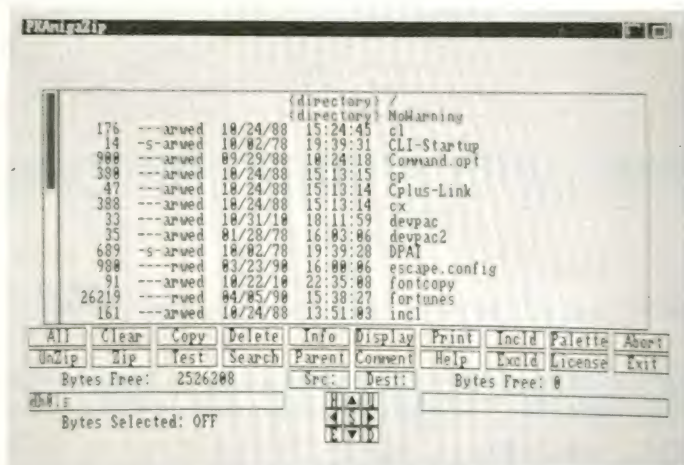 PKAmigaZip
(directory) /
(directory) NoWarning
176 ---arwed 10/24/88 15:24:45 cl
14 -s-arwed 10/02/78 19:39:31 CLI-Startup
900 ---arwed 09/29/88 10:24:18 Command.opt
380 ---arwed 10/24/88 15:13:15 cp
47 ---arwed 10/24/88 15:13:14 Cplus-Link
388 ---arwed 10/24/88 15:13:14 cx
33 ---arwed 10/31/10 18:11:59 devpac
35 ---arwed 01/28/78 16:03:06 devpac2
689 -s-arwed 10/02/78 19:39:28 DPAI
980 ----rwed 03/23/90 16:00:06 escape.config
91 ---arwed 10/22/10 22:35:08 fontcopy
26219 ----rwed 04/05/90 15:38:27 fortunes
161 ---arwed 10/24/88 13:51:03 incl
All Clear Copy Delete Info Display Print Incld Palette Abort
UnZip Zip Test Search Parent Comment Help Excld License Exit
Bytes Free: 2526208 Src: Dest: Bytes Free: 0
dh0:s
Bytes Selected: OFF
H ▲ U
◀ S ▶
E ▼ D